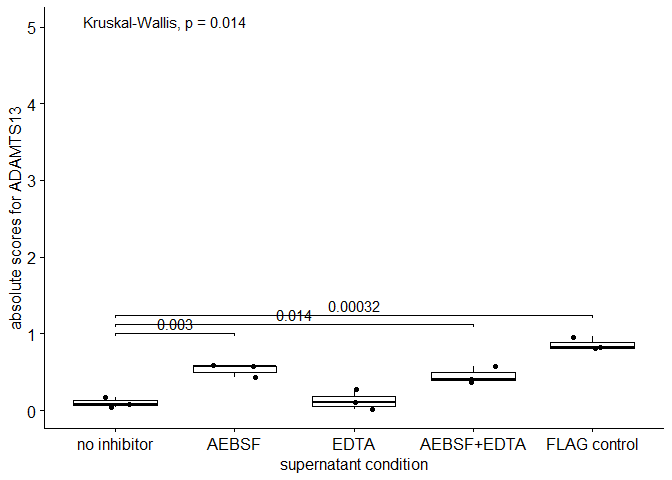 Kruskal-Wallis, p = 0.014
absolute scores for ADAMTS13
5
4
3
2
1
0
0.00032
0.014
0.003
no inhibitor AEBSF EDTA AEBSF+EDTA FLAG control
supernatant condition